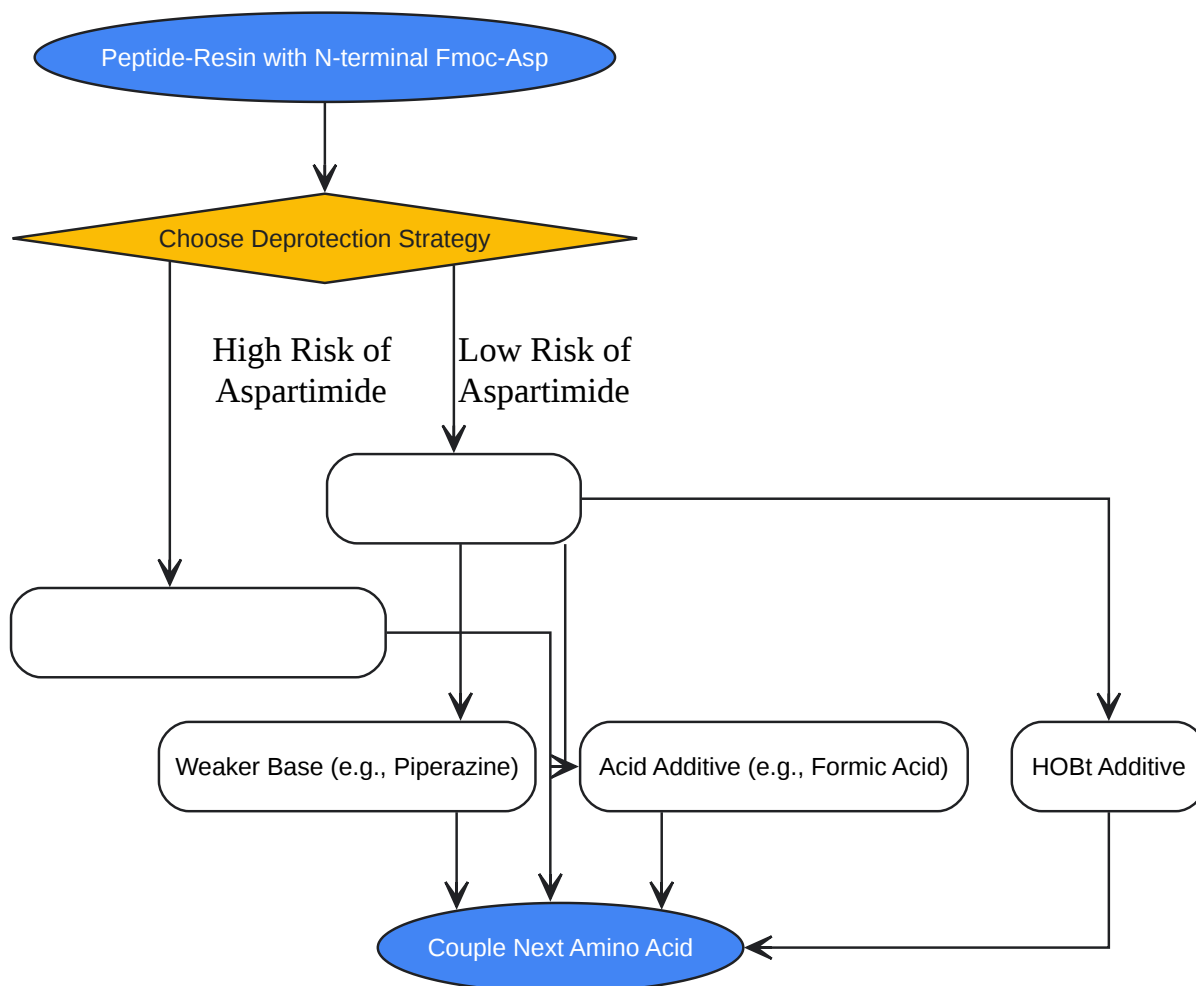 Peptide-Resin with N-terminal Fmoc-Asp
Choose Deprotection Strategy
High Risk of
Aspartimide
Low Risk of
Aspartimide
Weaker Base (e.g., Piperazine)
Acid Additive (e.g., Formic Acid)
HOBt Additive
Couple Next Amino Acid